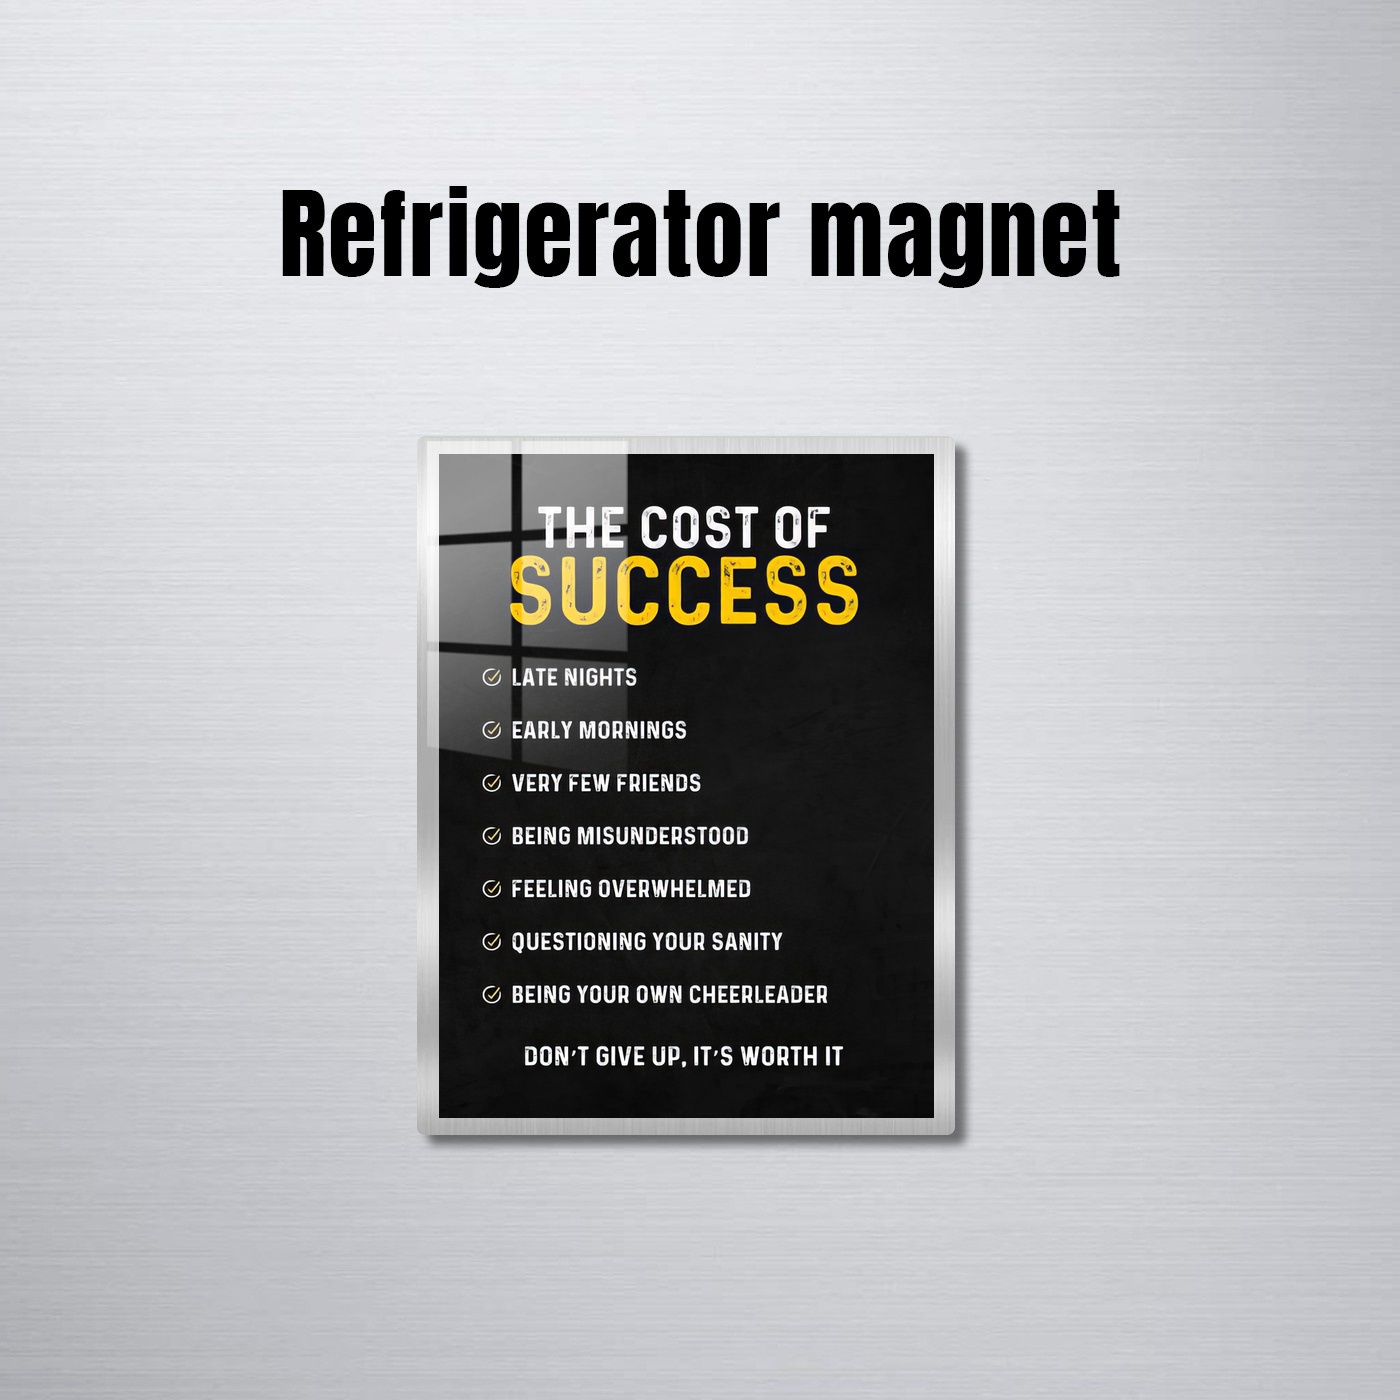 Refrigerator magnet
THE COST OF
SUCCESS
LATE NIGHTS
EARLY MORNINGS
VERY FEW FRIENDS
BEING MISUNDERSTOOD
FEELING OVERWHELMED
QUESTIONING YOUR SANITY
BEING YOUR OWN CHEERLEADER
DON'T GIVE UP, IT'S WORTH IT